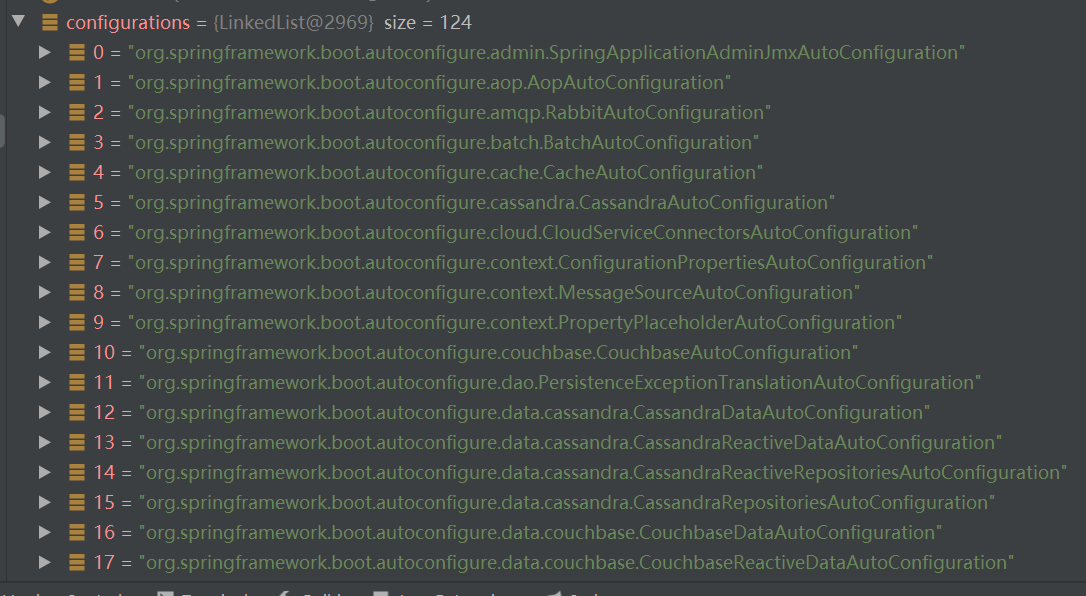 configurations = {LinkedList@2969} size = 124
0 = "org.springframework.boot.autoconfigure.admin.SpringApplicationAdminJmxAutoConfiguration"
1 = "org.springframework.boot.autoconfigure.aop.AopAutoConfiguration"
2 = "org.springframework.boot.autoconfigure.amqp.RabbitAutoConfiguration"
3 = "org.springframework.boot.autoconfigure.batch.BatchAutoConfiguration"
4 = "org.springframework.boot.autoconfigure.cache.CacheAutoConfiguration"
5 = "org.springframework.boot.autoconfigure.cassandra.CassandraAutoConfiguration"
6 = "org.springframework.boot.autoconfigure.cloud.CloudServiceConnectorsAutoConfiguration"
7 = "org.springframework.boot.autoconfigure.context.ConfigurationPropertiesAutoConfiguration"
8 = "org.springframework.boot.autoconfigure.context.MessageSourceAutoConfiguration"
9 = "org.springframework.boot.autoconfigure.context.PropertyPlaceholderAutoConfiguration"
10 = "org.springframework.boot.autoconfigure.couchbase.CouchbaseAutoConfiguration"
11 = "org.springframework.boot.autoconfigure.dao.PersistenceExceptionTranslationAutoConfiguration"
12 = "org.springframework.boot.autoconfigure.data.cassandra.CassandraDataAutoConfiguration"
13 = "org.springframework.boot.autoconfigure.data.cassandra.CassandraReactiveDataAutoConfiguration"
14 = "org.springframework.boot.autoconfigure.data.cassandra.CassandraReactiveRepositoriesAutoConfiguration"
15 = "org.springframework.boot.autoconfigure.data.cassandra.CassandraRepositoriesAutoConfiguration"
16 = "org.springframework.boot.autoconfigure.data.couchbase.CouchbaseDataAutoConfiguration"
17 = "org.springframework.boot.autoconfigure.data.couchbase.CouchbaseReactiveDataAutoConfiguration"